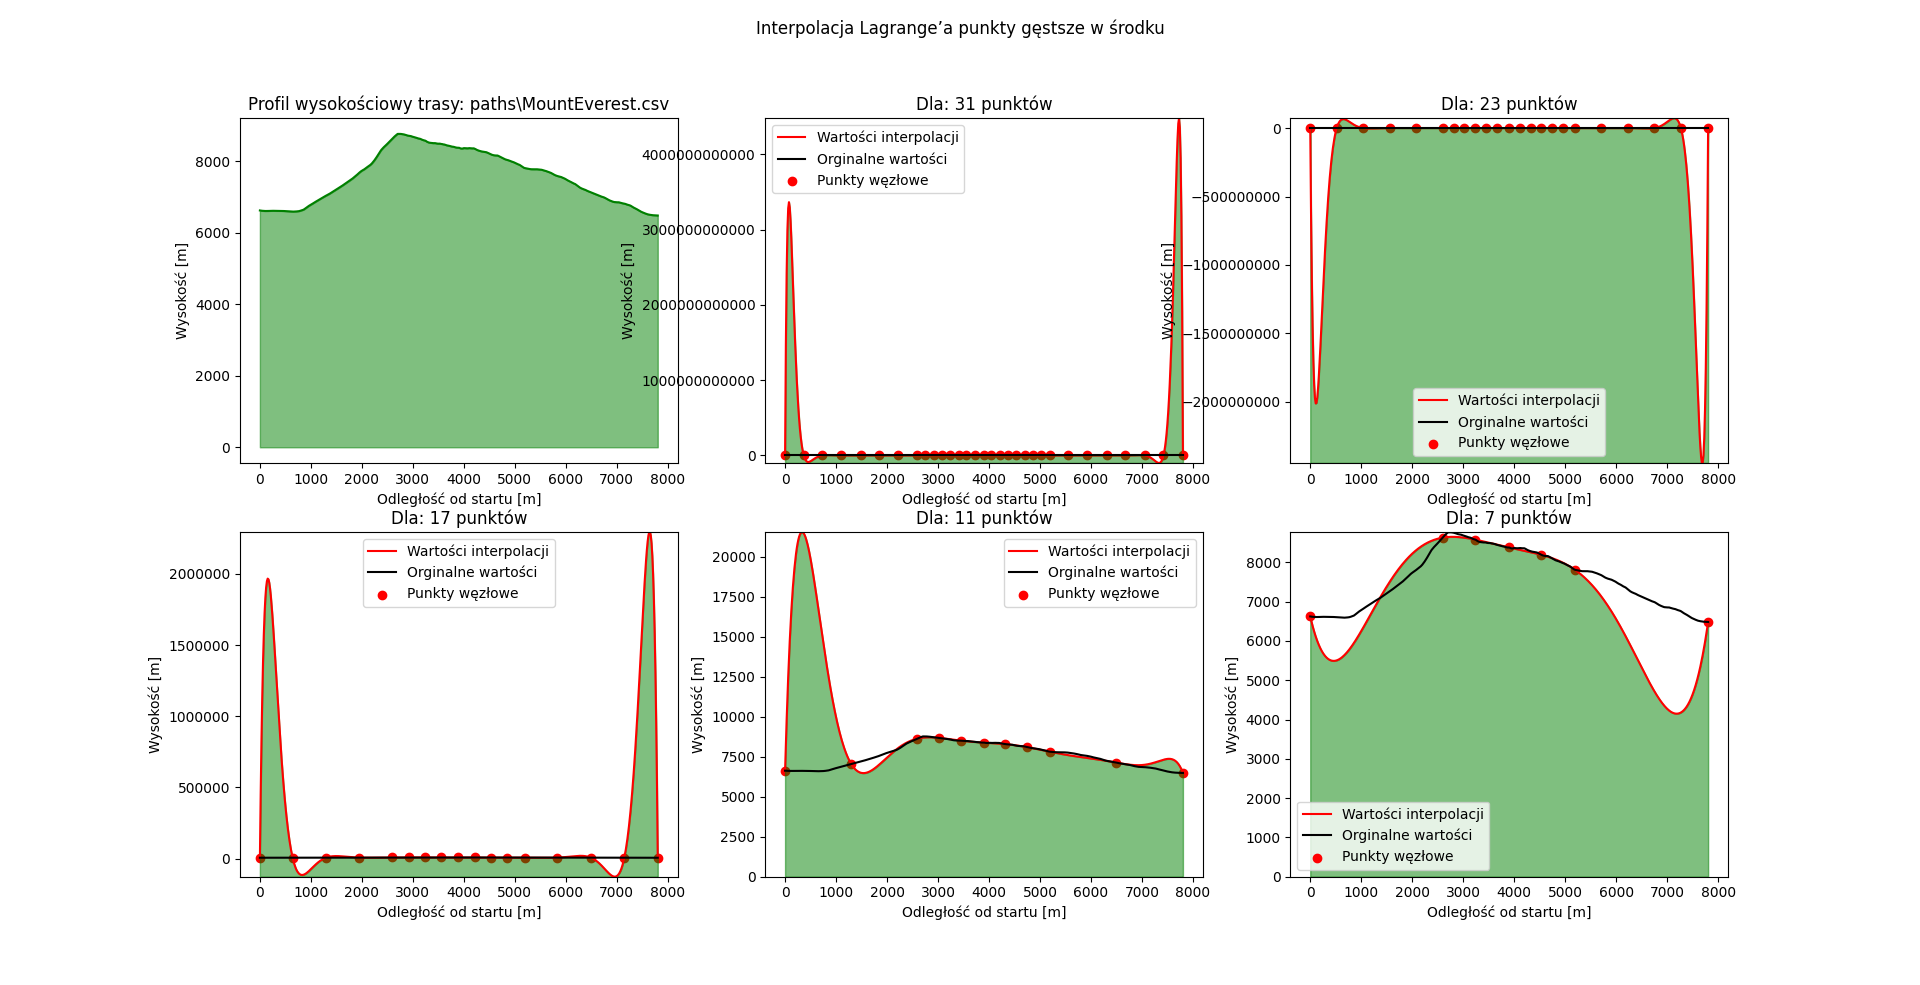 Interpolacja Lagrange’a punkty gęstsze w środku
Profil wysokościowy trasy: paths\MountEverest.csv
Wysokość [m]
8000
6000
4000
2000
0
0 1000 2000 3000 4000 5000 6000 7000 8000
Odległość od startu [m]
Dla: 31 punktów
Wysokość [m]
4000000000000
3000000000000
2000000000000
1000000000000
0
Wartości interpolacji
Orginalne wartości
Punkty węzłowe
0 1000 2000 3000 4000 5000 6000 7000 8000
Odległość od startu [m]
Dla: 23 punktów
Wysokość [m]
0
−500000000
−1000000000
−1500000000
−2000000000
Wartości interpolacji
Orginalne wartości
Punkty węzłowe
0 1000 2000 3000 4000 5000 6000 7000 8000
Odległość od startu [m]
Dla: 17 punktów
Wysokość [m]
2000000
1500000
1000000
500000
0
Wartości interpolacji
Orginalne wartości
Punkty węzłowe
0 1000 2000 3000 4000 5000 6000 7000 8000
Odległość od startu [m]
Dla: 11 punktów
Wysokość [m]
20000
17500
15000
12500
10000
7500
5000
2500
0
Wartości interpolacji
Orginalne wartości
Punkty węzłowe
0 1000 2000 3000 4000 5000 6000 7000 8000
Odległość od startu [m]
Dla: 7 punktów
Wysokość [m]
8000
7000
6000
5000
4000
3000
2000
1000
0
Wartości interpolacji
Orginalne wartości
Punkty węzłowe
0 1000 2000 3000 4000 5000 6000 7000 8000
Odległość od startu [m]